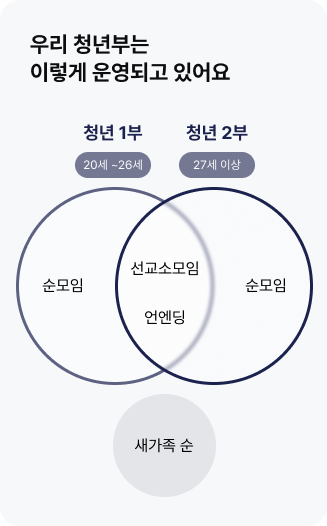 우리 청년부는
이렇게 운영되고 있어요
청년 1부
청년 2부
20세 ~26세
27세 이상
순모임
선교소모임
언엔딩
순모임
새가족 순